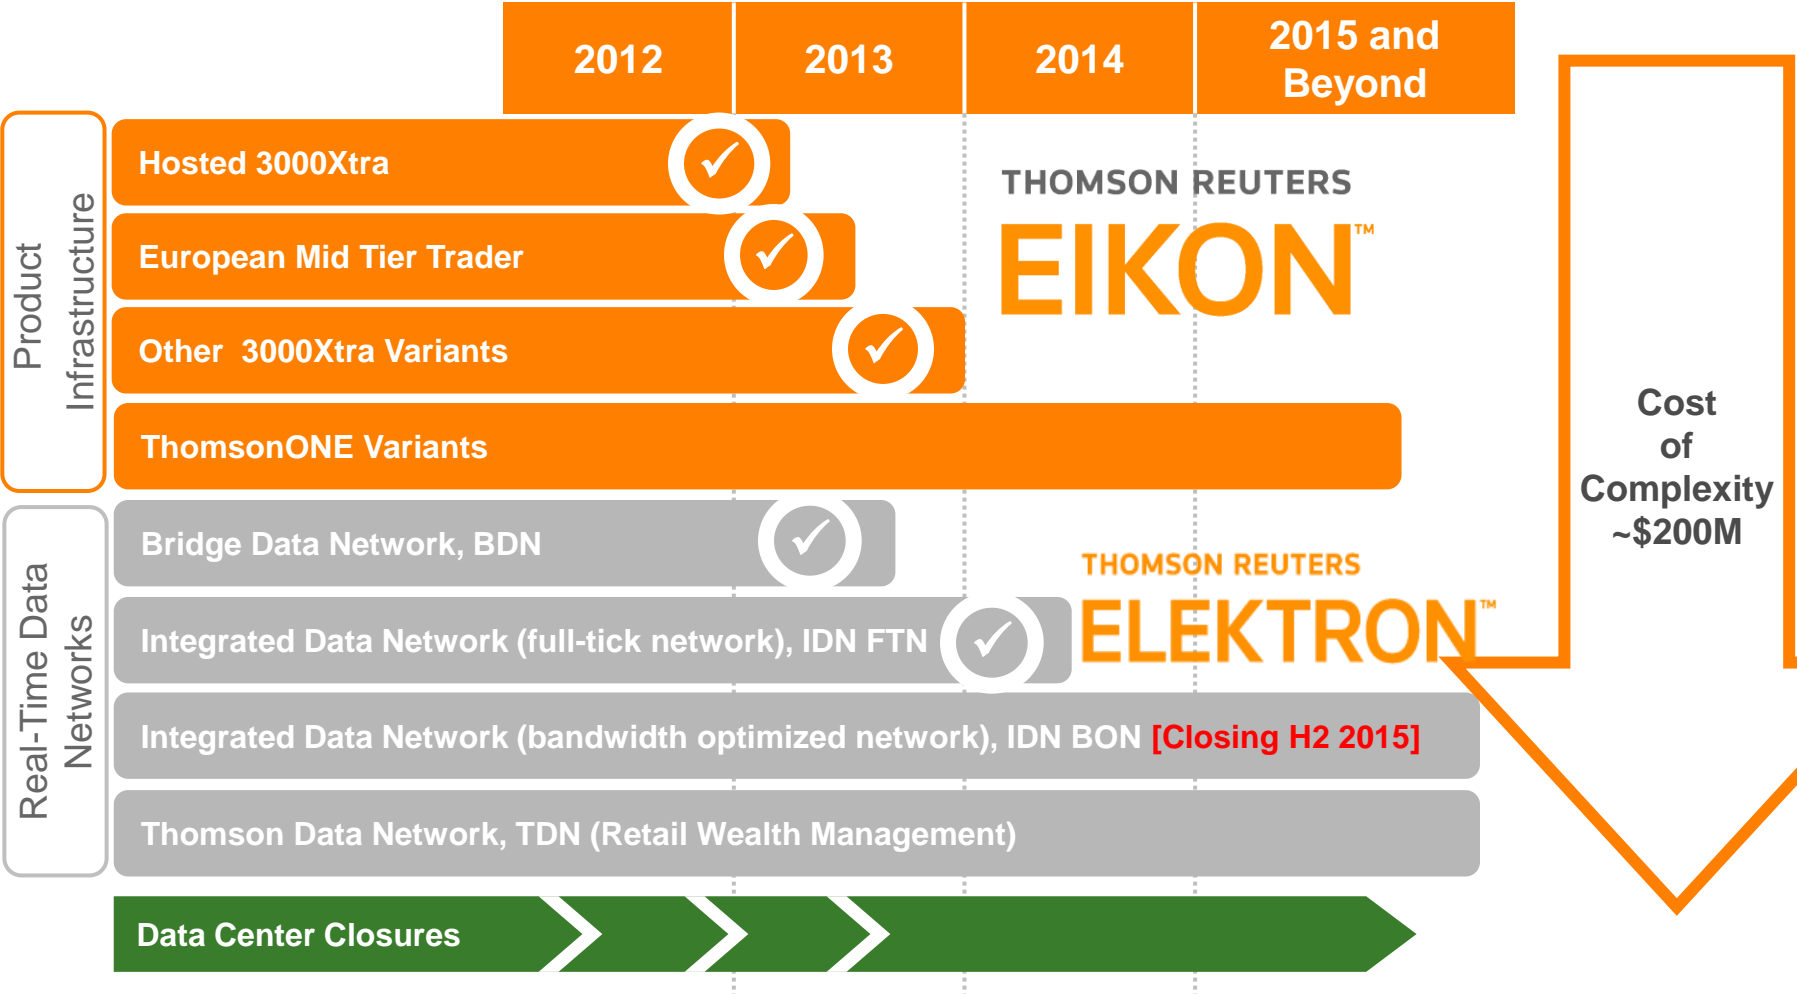 2012
2013
2014
2015 and
Beyond
Product
Infrastructure
Hosted 3000Xtra
European Mid Tier Trader
Other  3000Xtra Variants
ThomsonONE Variants
THOMSON REUTERS
EIKON™
Real-Time Data
Networks
Bridge Data Network, BDN
Integrated Data Network (full-tick network), IDN FTN
Integrated Data Network (bandwidth optimized network), IDN BON [Closing H2 2015]
Thomson Data Network, TDN (Retail Wealth Management)
THOMSON REUTERS
ELEKTRON™
Data Center Closures
Cost
of
Complexity
~$200M